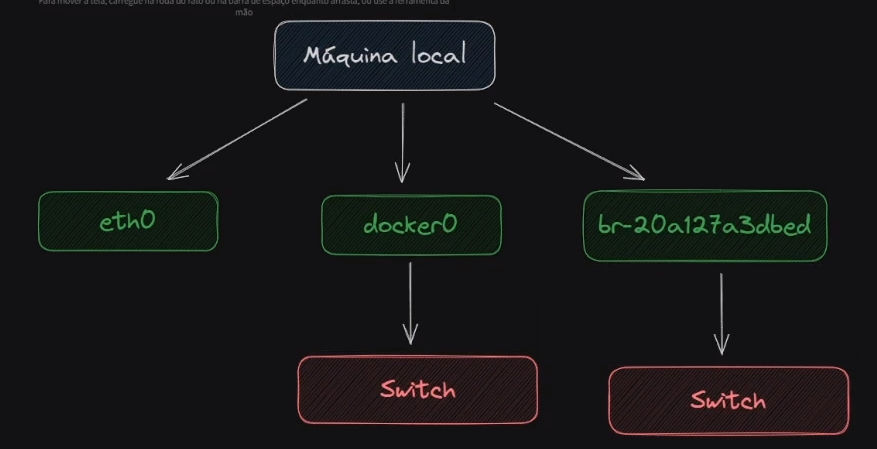 Para mover a tela, carregue na roda do rato ou na barra de espaço enquanto arrasta, ou use a ferramenta da
mão
Máquina local
eth0
docker0
br-20a127a3dbed
Switch
Switch